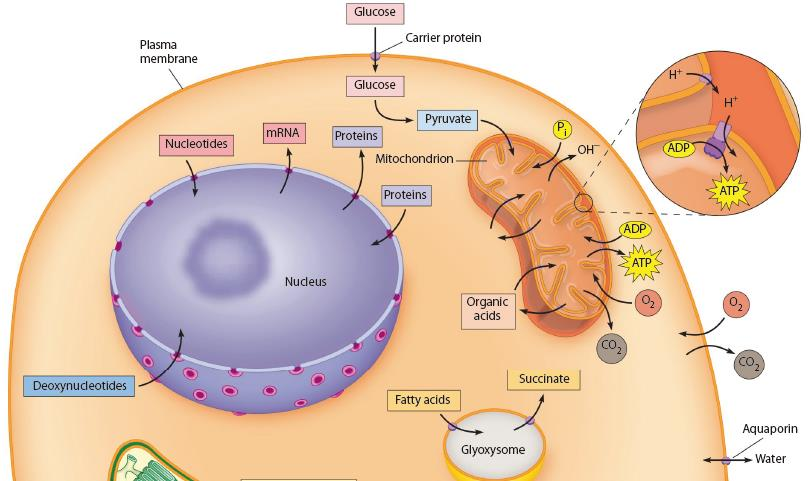 Glucose
Carrier protein
Plasma
membrane
Glucose
Pyruvate
Nucleotides
mRNA
Proteins
Mitochondrion
Pi
OH⁻
H⁺
H⁺
ADP
ATP
Proteins
Nucleus
ADP
ATP
Organic
acids
O₂
O₂
CO₂
CO₂
Deoxynucleotides
Succinate
Fatty acids
Glyoxysome
Aquaporin
Water